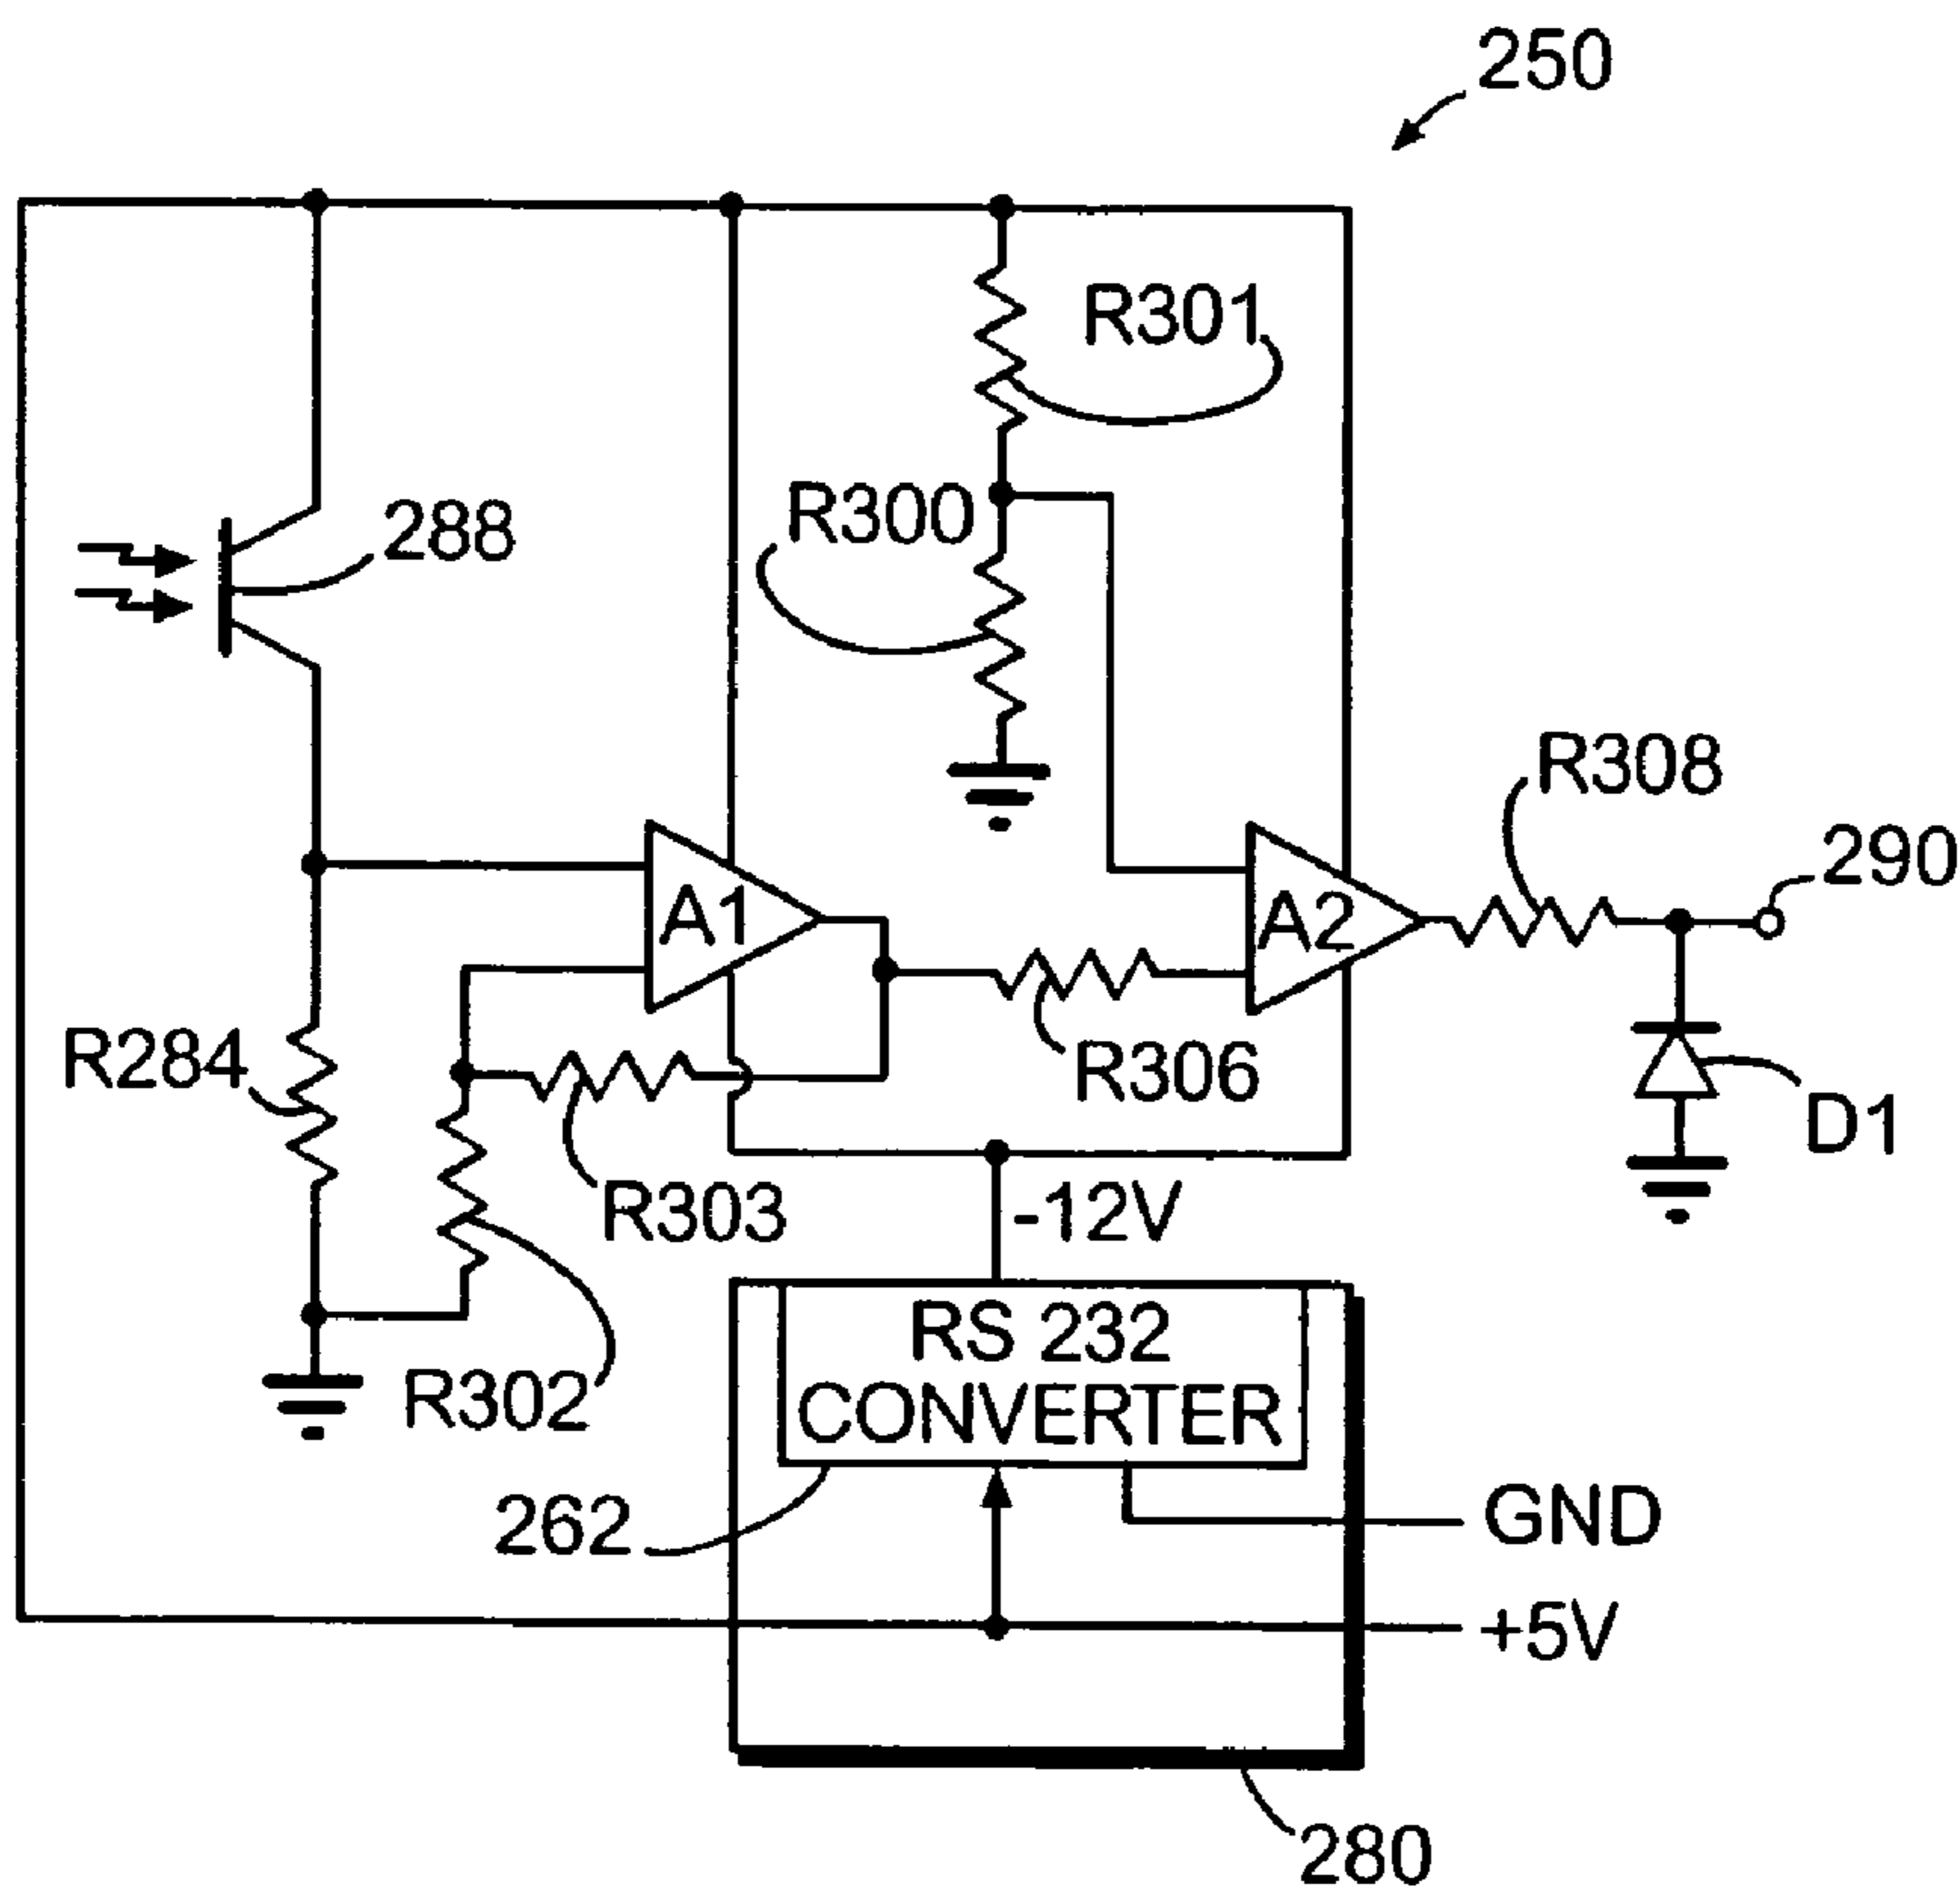 250
R301
R300
288
R308
290
A1
A2
R284
R306
D1
R303
-12V
RS 232
CONVERTER
R302
262
GND
+5V
280